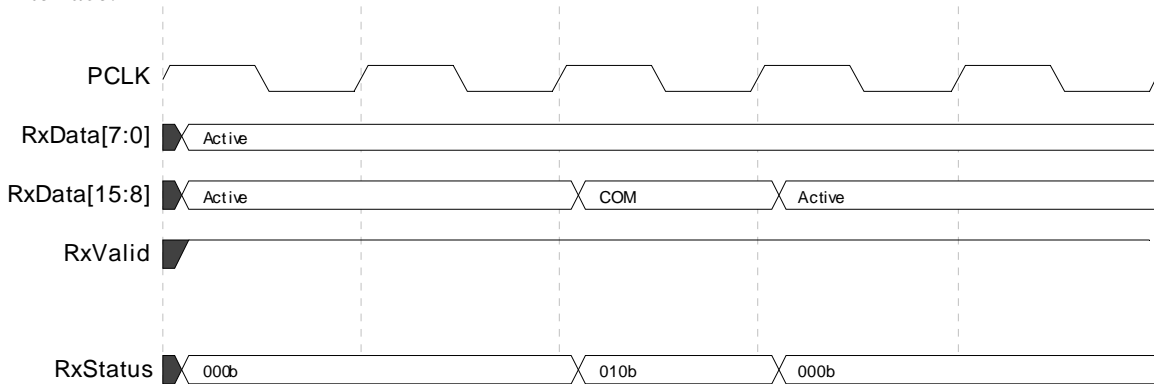 PCLK
RxData[7:0] Active
RxData[15:8] Active COM Active
RxValid
RxStatus 000b 010b 000b